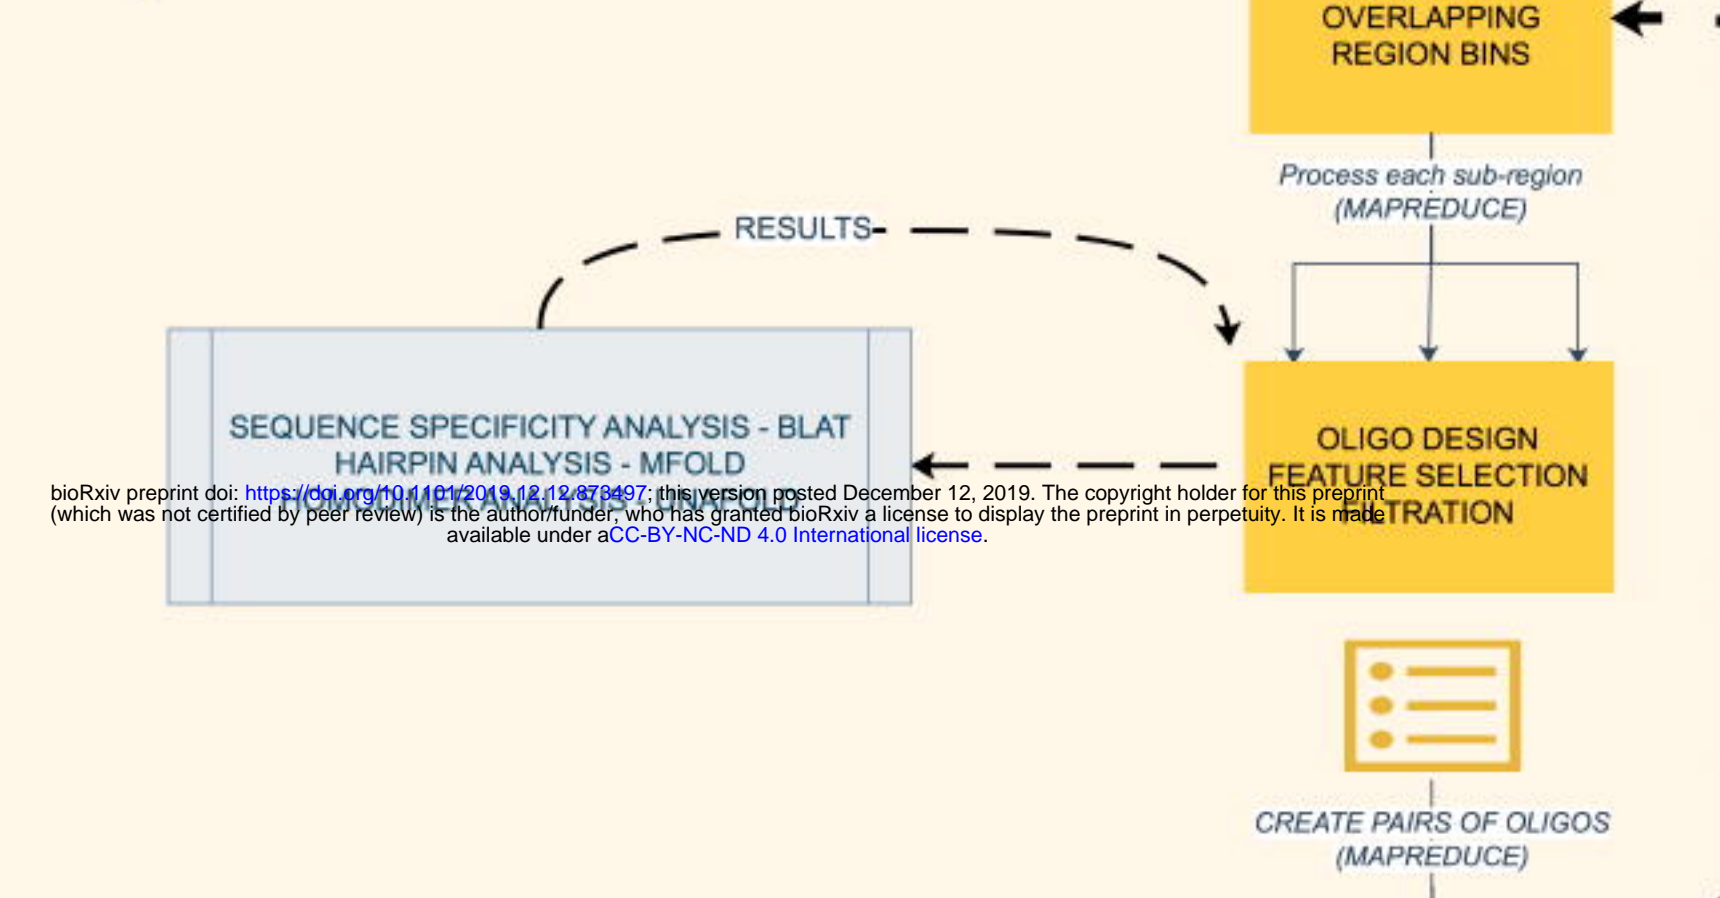 OVERLAPPING
REGION BINS
Process each sub-region
(MAPREDUCE)
RESULTS
SEQUENCE SPECIFICITY ANALYSIS - BLAT
HAIRPIN ANALYSIS - MFOLD
HOMODIMER ANALYSIS - UNAFOLD
OLIGO DESIGN
FEATURE SELECTION
FILTRATION
bioRxiv preprint doi: https://doi.org/10.1101/2019.12.12.873497; this version posted December 12, 2019. The copyright holder for this preprint
(which was not certified by peer review) is the author/funder, who has granted bioRxiv a license to display the preprint in perpetuity. It is made
available under aCC-BY-NC-ND 4.0 International license.
CREATE PAIRS OF OLIGOS
(MAPREDUCE)